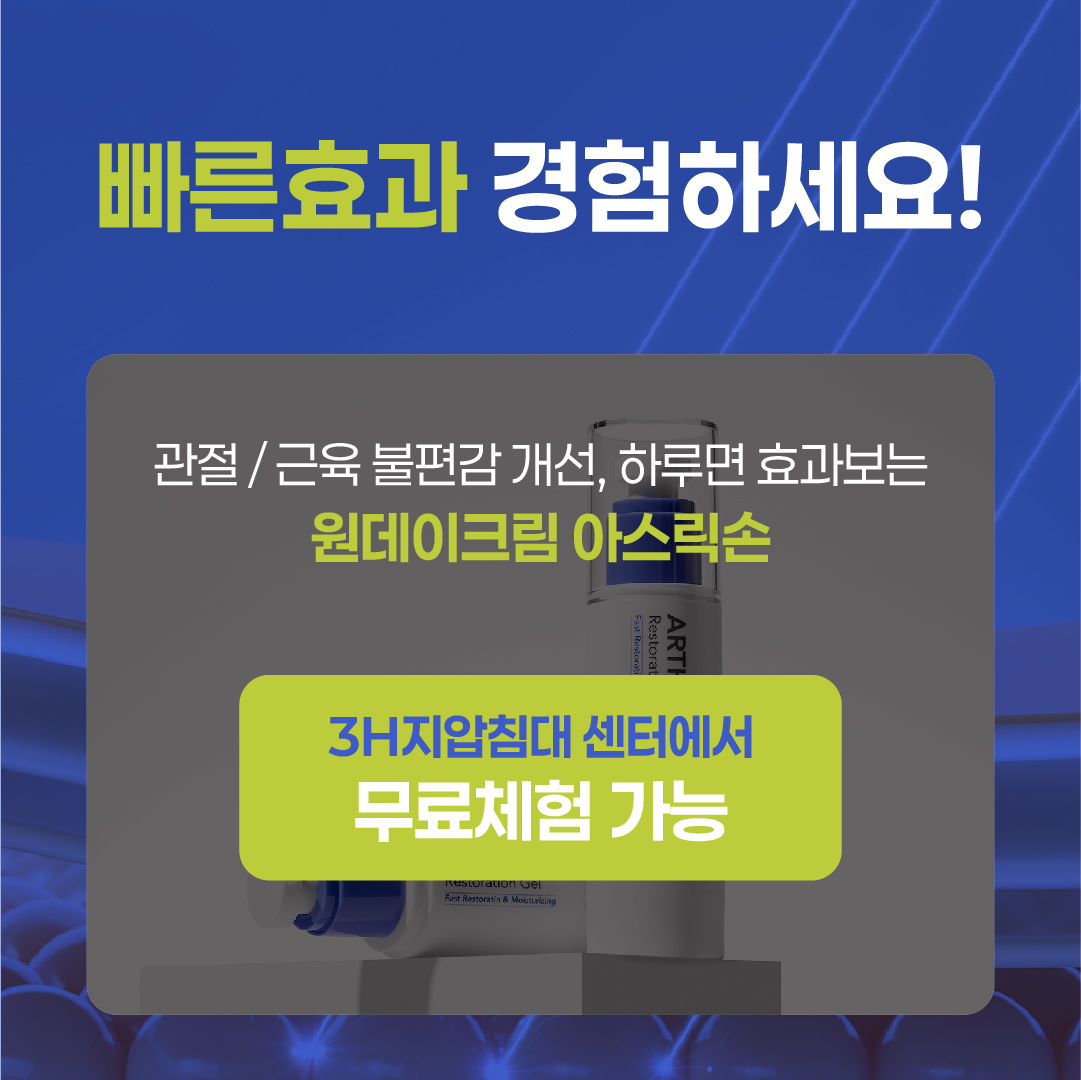 빠른효과 경험하세요!
관절 / 근육 불편감 개선, 하루면 효과보는
원데이크림 아스릭손
3H지압침대 센터에서
무료체험 가능
Restoration Gel
Fast Restoratin & Moisturizing